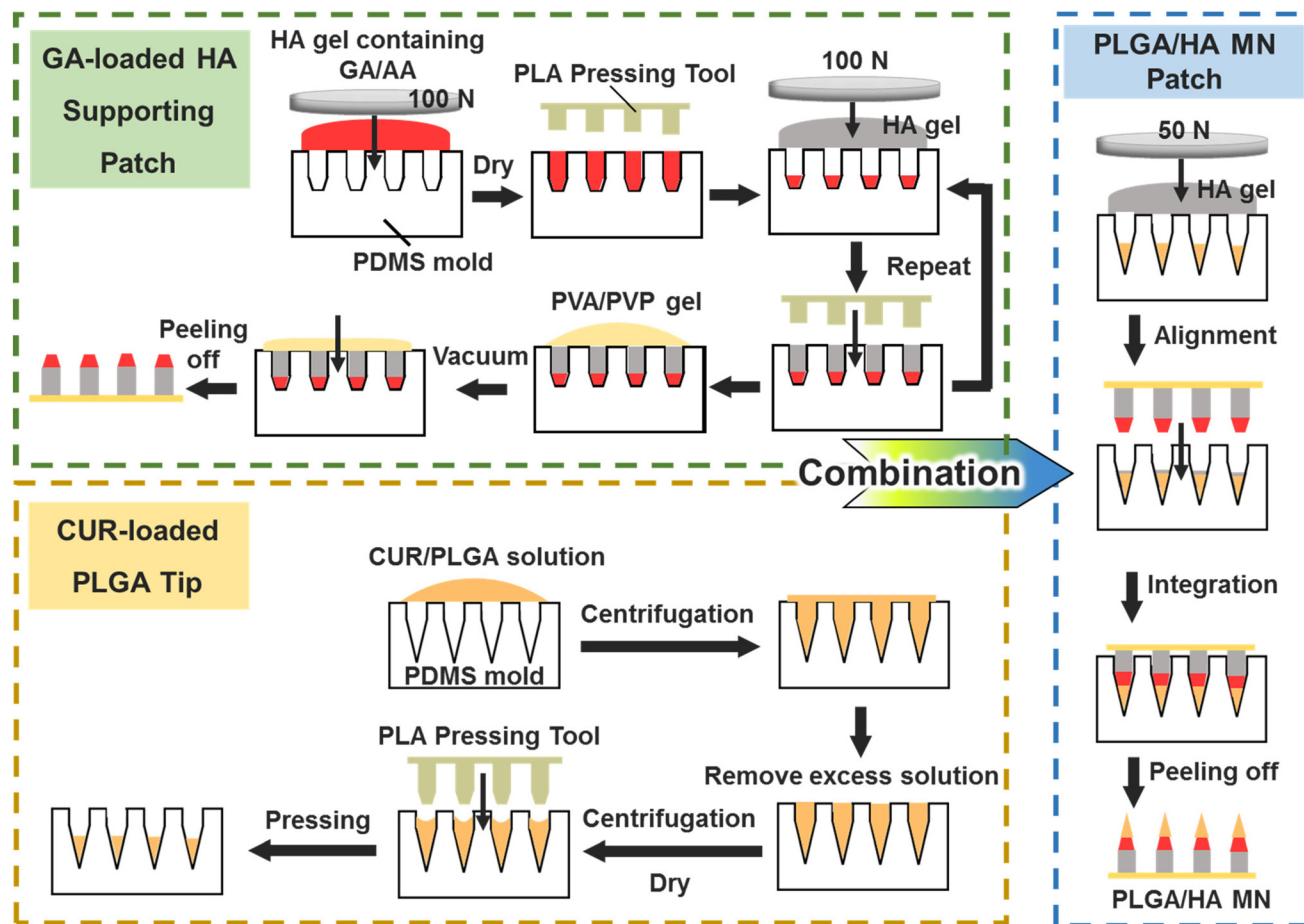 GA-loaded HA
Supporting
Patch
HA gel containing
GA/AA
100 N
PDMS mold
Dry
PLA Pressing Tool
100 N
HA gel
Repeat
PVA/PVP gel
Vacuum
Peeling
off
Combination
CUR-loaded
PLGA Tip
CUR/PLGA solution
PDMS mold
Centrifugation
Remove excess solution
Centrifugation
Dry
PLA Pressing Tool
Pressing
PLGA/HA MN
Patch
50 N
HA gel
Alignment
Integration
Peeling off
PLGA/HA MN